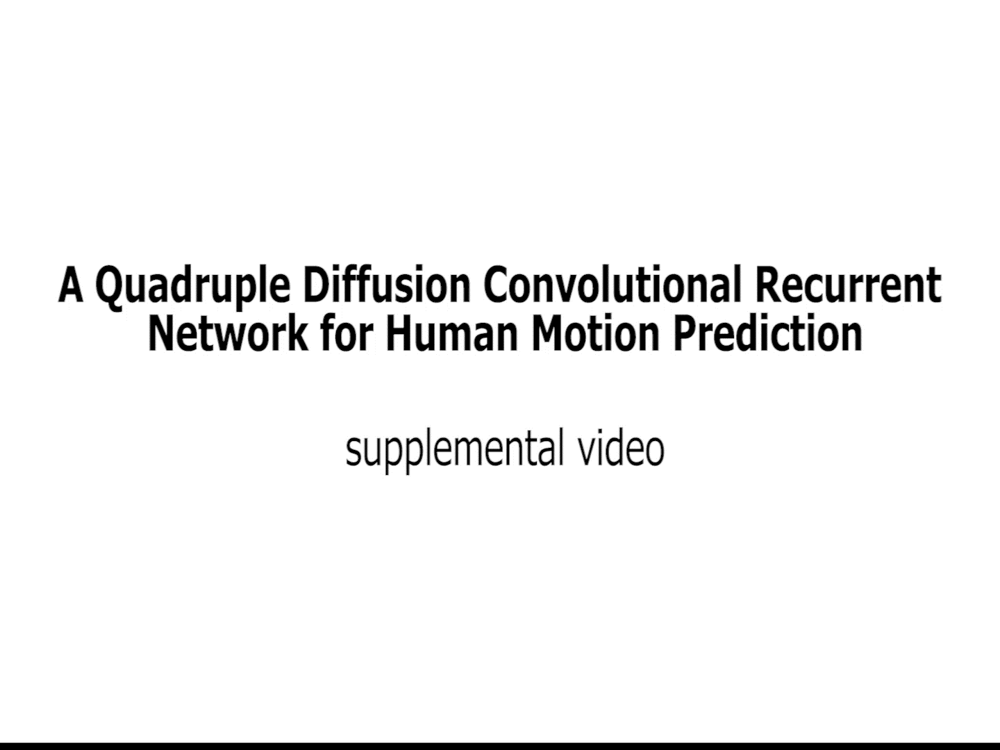 A Quadruple Diffusion Convolutional Recurrent
Network for Human Motion Prediction
supplemental video